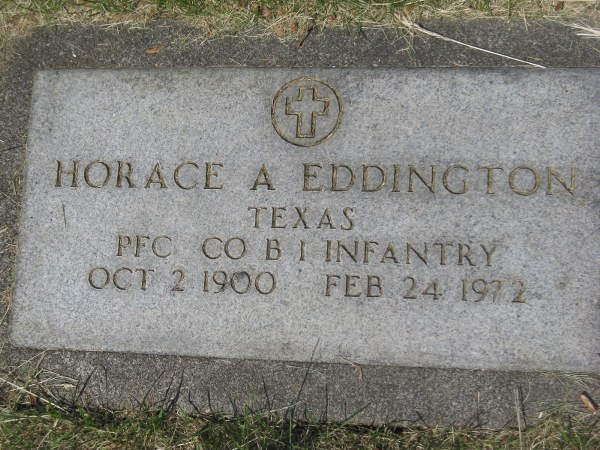 HORACE A EDDINGTON
TEXAS
PFC CO B 1 INFANTRY
OCT 2 1900 FEB 24 1972